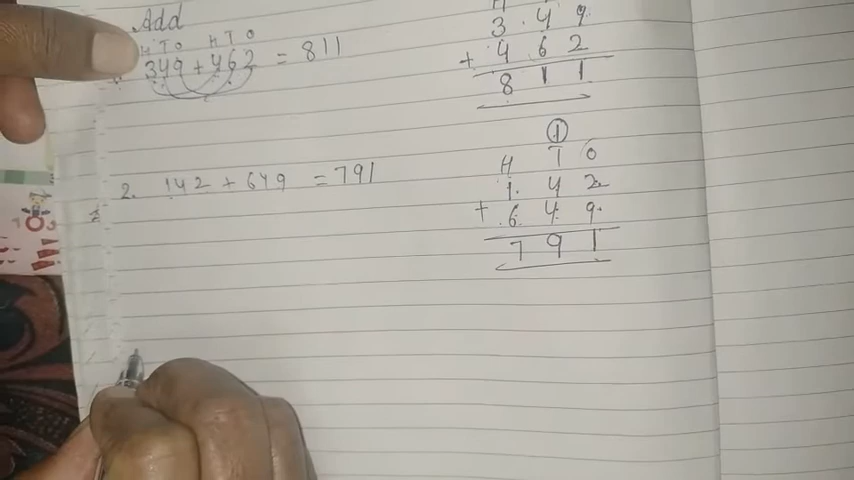 Add
H T O H T O
349 + 462 = 811
3 4 9
+ 4 6 2
8 1 1
2. 142 + 649 = 791
1
H T O
1 4 2
+ 6 4 9
7 9 1